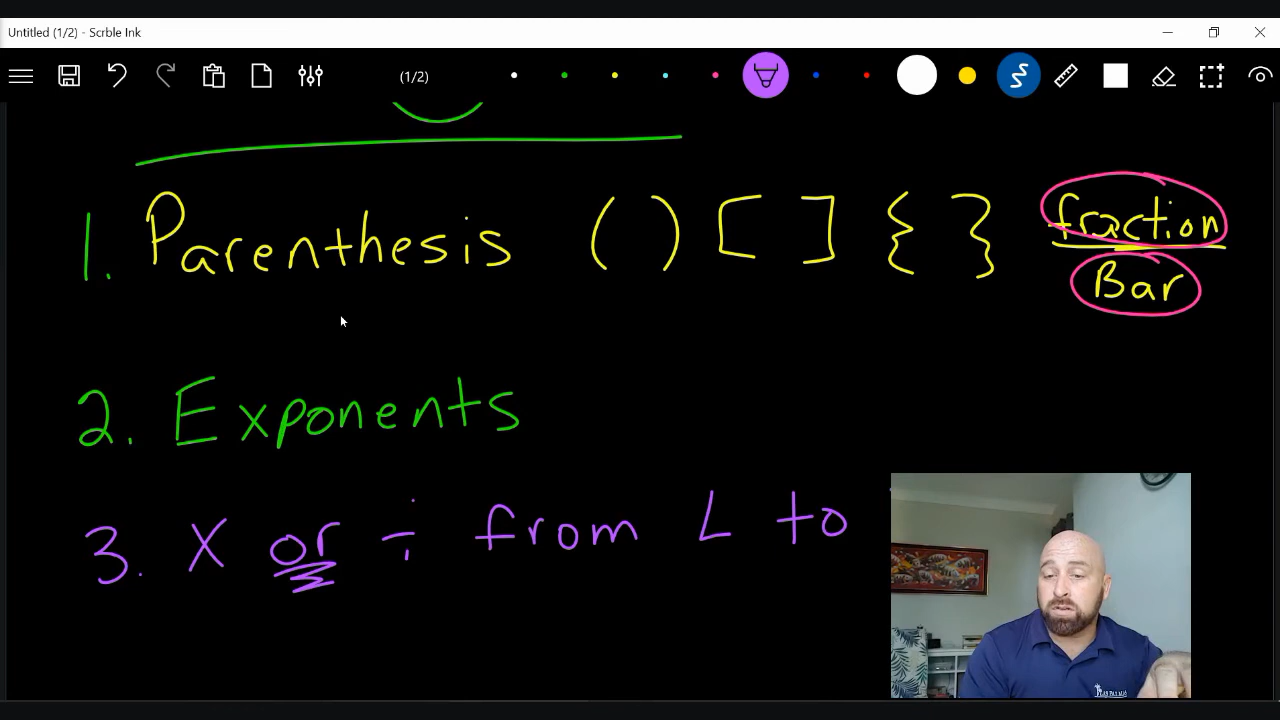 Untitled (1/2) - Scrble Ink
(1/2)
1. Parenthesis ( ) [ ] { } fraction
Bar
2. Exponents
3. X or ÷ from L to